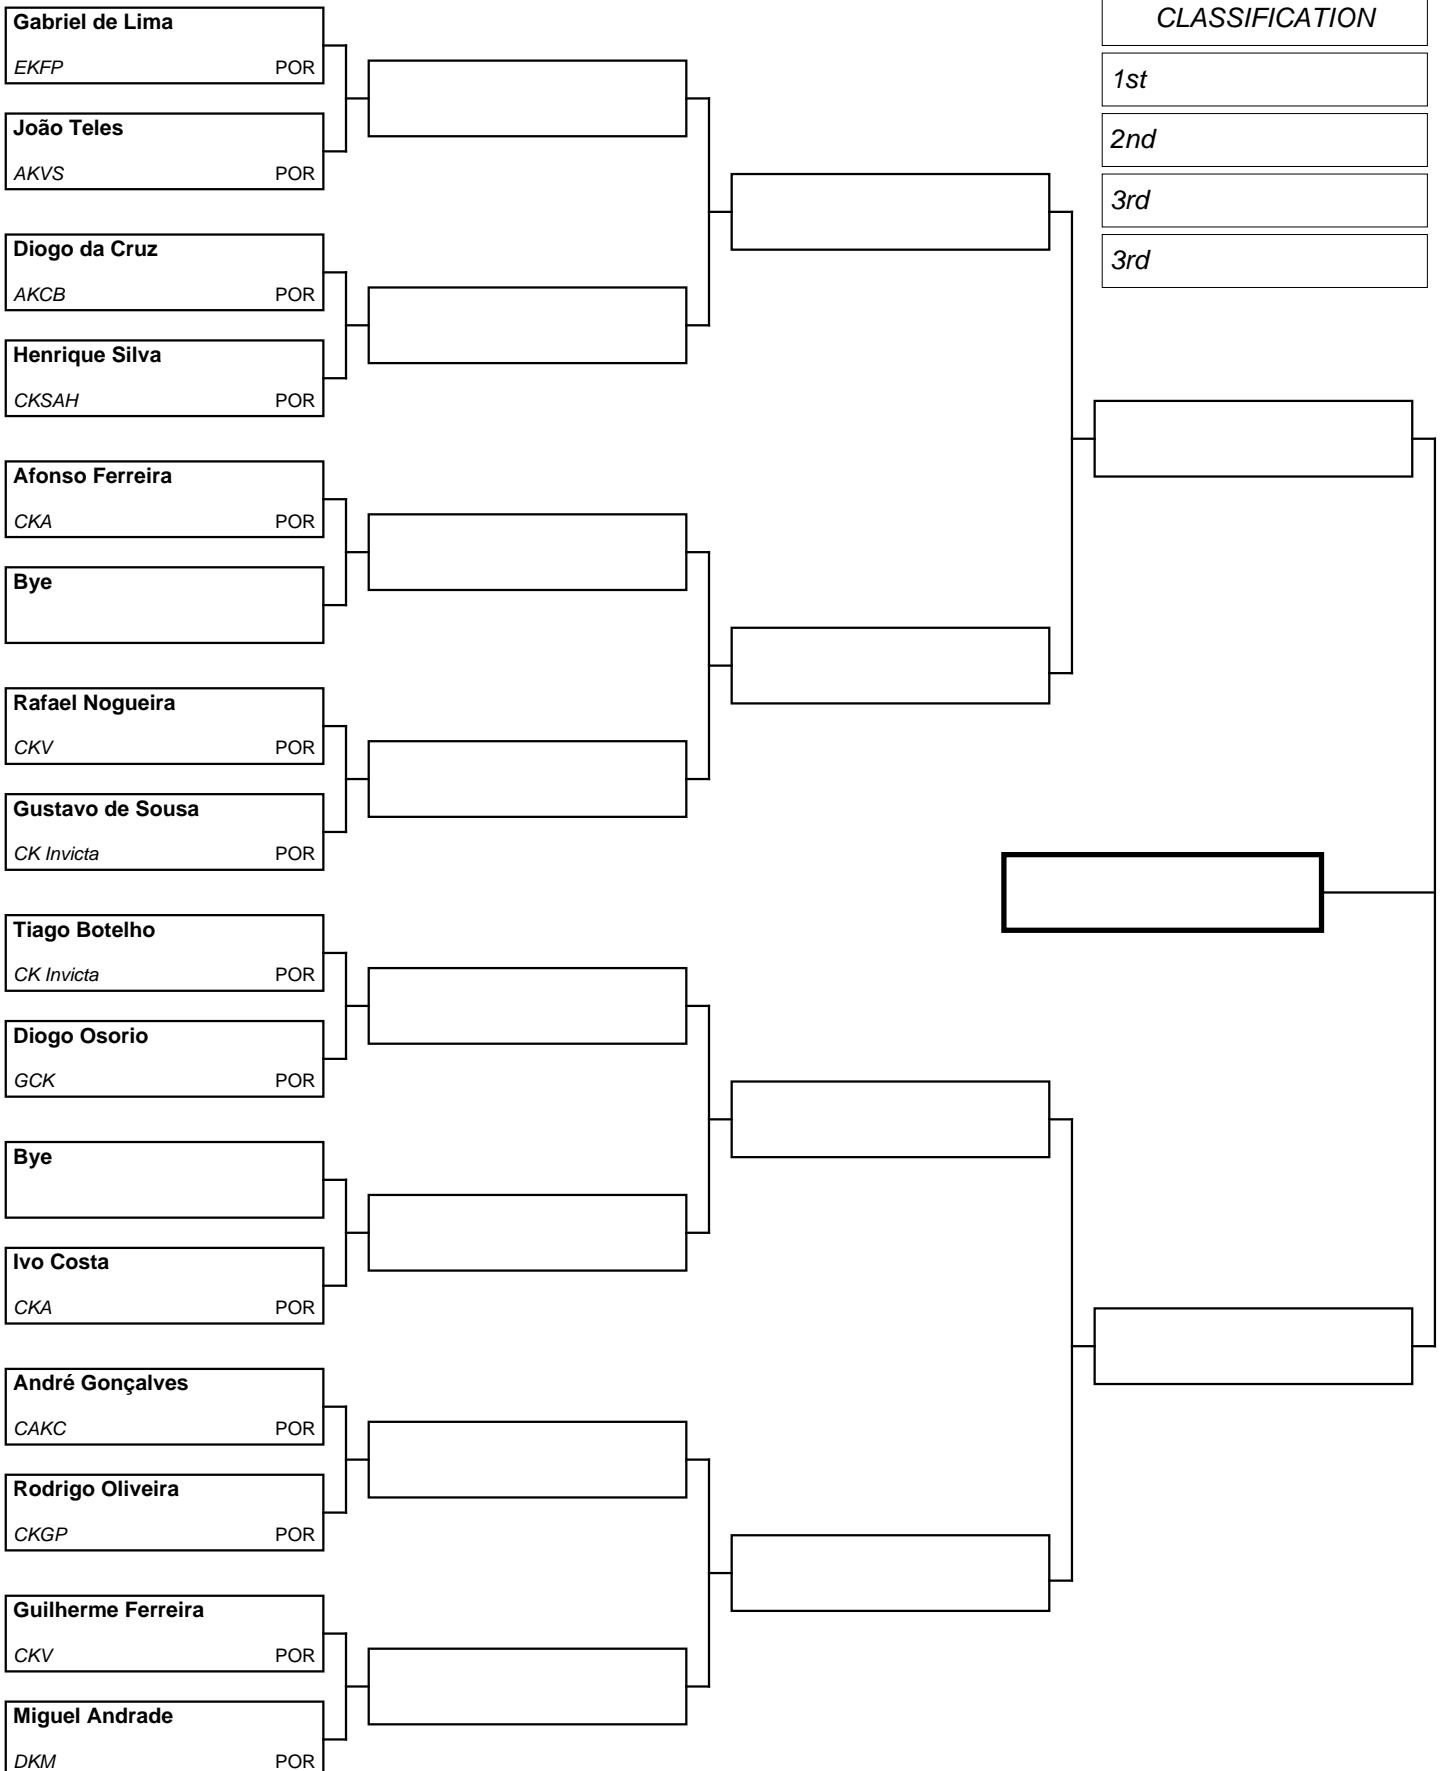 Gabriel de Lima
EKFP POR
João Teles
AKVS POR
Diogo da Cruz
AKCB POR
Henrique Silva
CKSAH POR
Afonso Ferreira
CKA POR
Bye
Rafael Nogueira
CKV POR
Gustavo de Sousa
CK Invicta POR
Tiago Botelho
CK Invicta POR
Diogo Osorio
GCK POR
Bye
Ivo Costa
CKA POR
André Gonçalves
CAKC POR
Rodrigo Oliveira
CKGP POR
Guilherme Ferreira
CKV POR
Miguel Andrade
DKM POR
CLASSIFICATION
1st
2nd
3rd
3rd